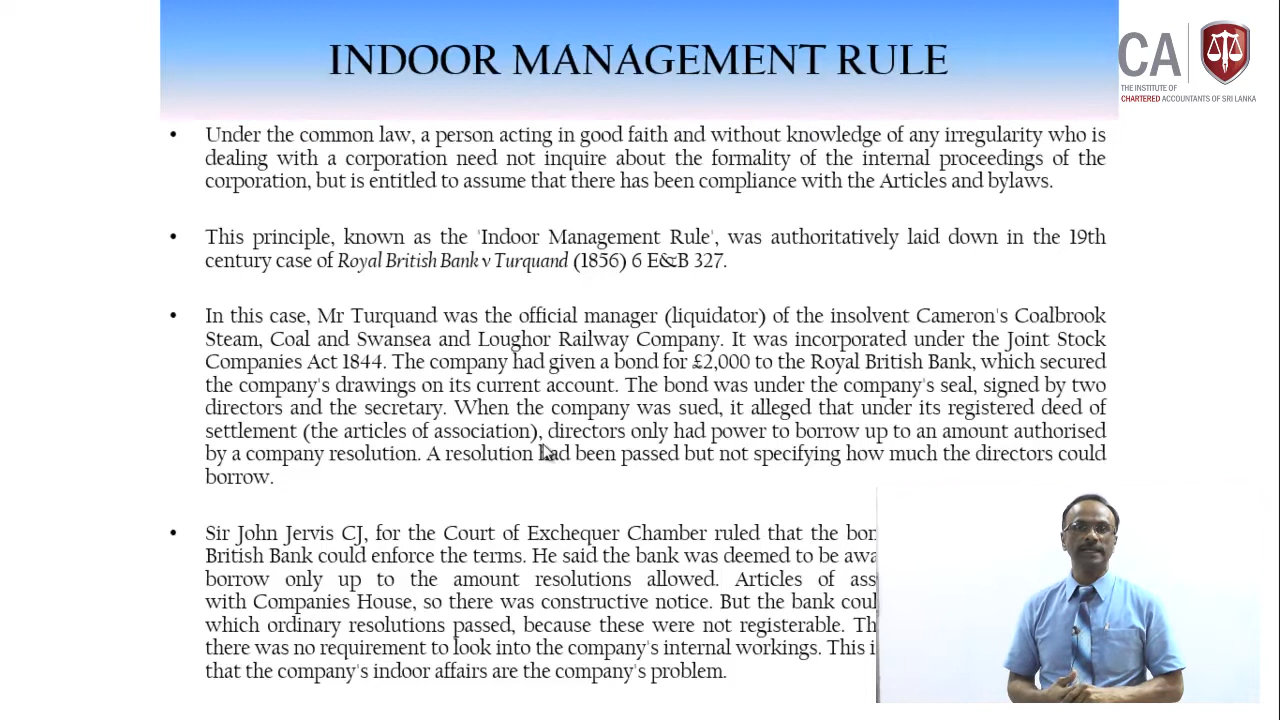 INDOOR MANAGEMENT RULE
CA
THE INSTITUTE OF
CHARTERED ACCOUNTANTS OF SRI LANKA
• Under the common law, a person acting in good faith and without knowledge of any irregularity who is
dealing with a corporation need not inquire about the formality of the internal proceedings of the
corporation, but is entitled to assume that there has been compliance with the Articles and bylaws.
• This principle, known as the 'Indoor Management Rule', was authoritatively laid down in the 19th
century case of Royal British Bank v Turquand (1856) 6 E&B 327.
• In this case, Mr Turquand was the official manager (liquidator) of the insolvent Cameron's Coalbrook
Steam, Coal and Swansea and Loughor Railway Company. It was incorporated under the Joint Stock
Companies Act 1844. The company had given a bond for £2,000 to the Royal British Bank, which secured
the company's drawings on its current account. The bond was under the company's seal, signed by two
directors and the secretary. When the company was sued, it alleged that under its registered deed of
settlement (the articles of association), directors only had power to borrow up to an amount authorised
by a company resolution. A resolution had been passed but not specifying how much the directors could
borrow.
• Sir John Jervis CJ, for the Court of Exchequer Chamber ruled that the
British Bank could enforce the terms. He said the bank was deemed to be
borrow only up to the amount resolutions allowed. Articles of
with Companies House, so there was constructive notice. But the bank
which ordinary resolutions passed, because these were not registerable.
there was no requirement to look into the company's internal workings. This
that the company's indoor affairs are the company's problem.